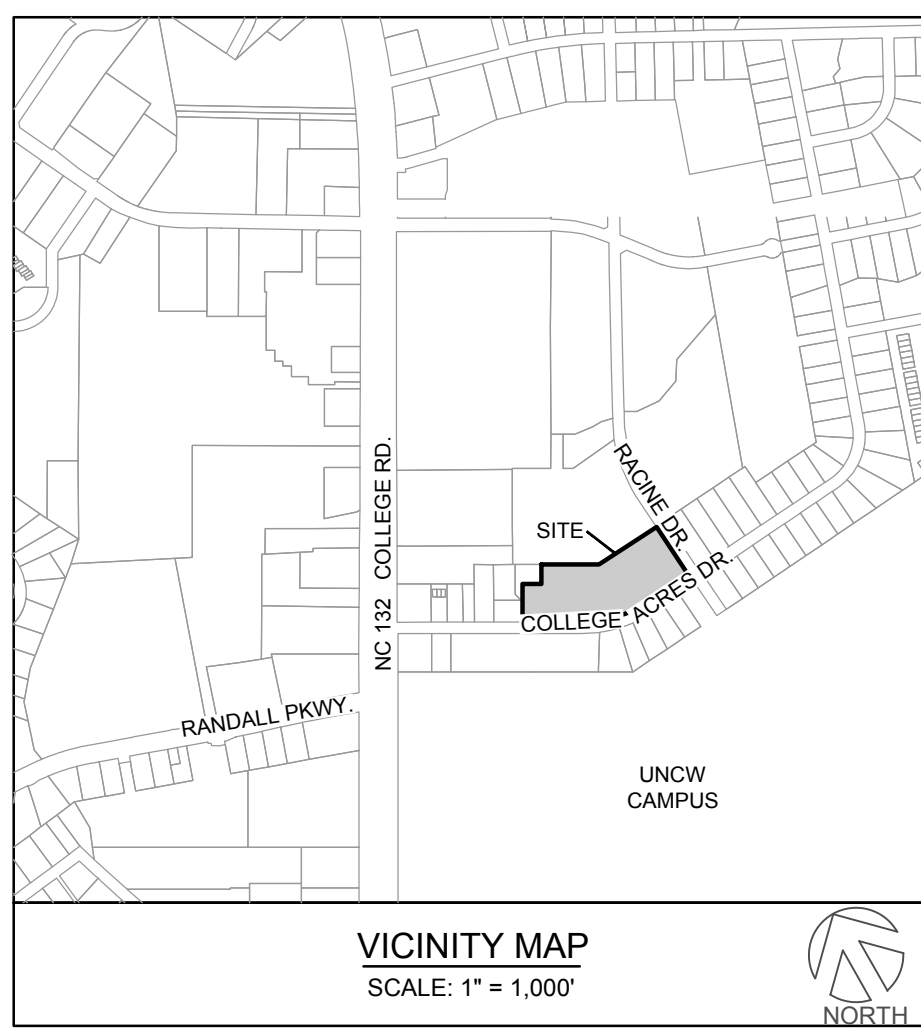 RACINE DR.
SITE
NC 132 COLLEGE RD.
COLLEGE ACRES DR.
RANDALL PKWY.
UNCW
CAMPUS
VICINITY MAP
SCALE: 1" = 1,000'
NORTH